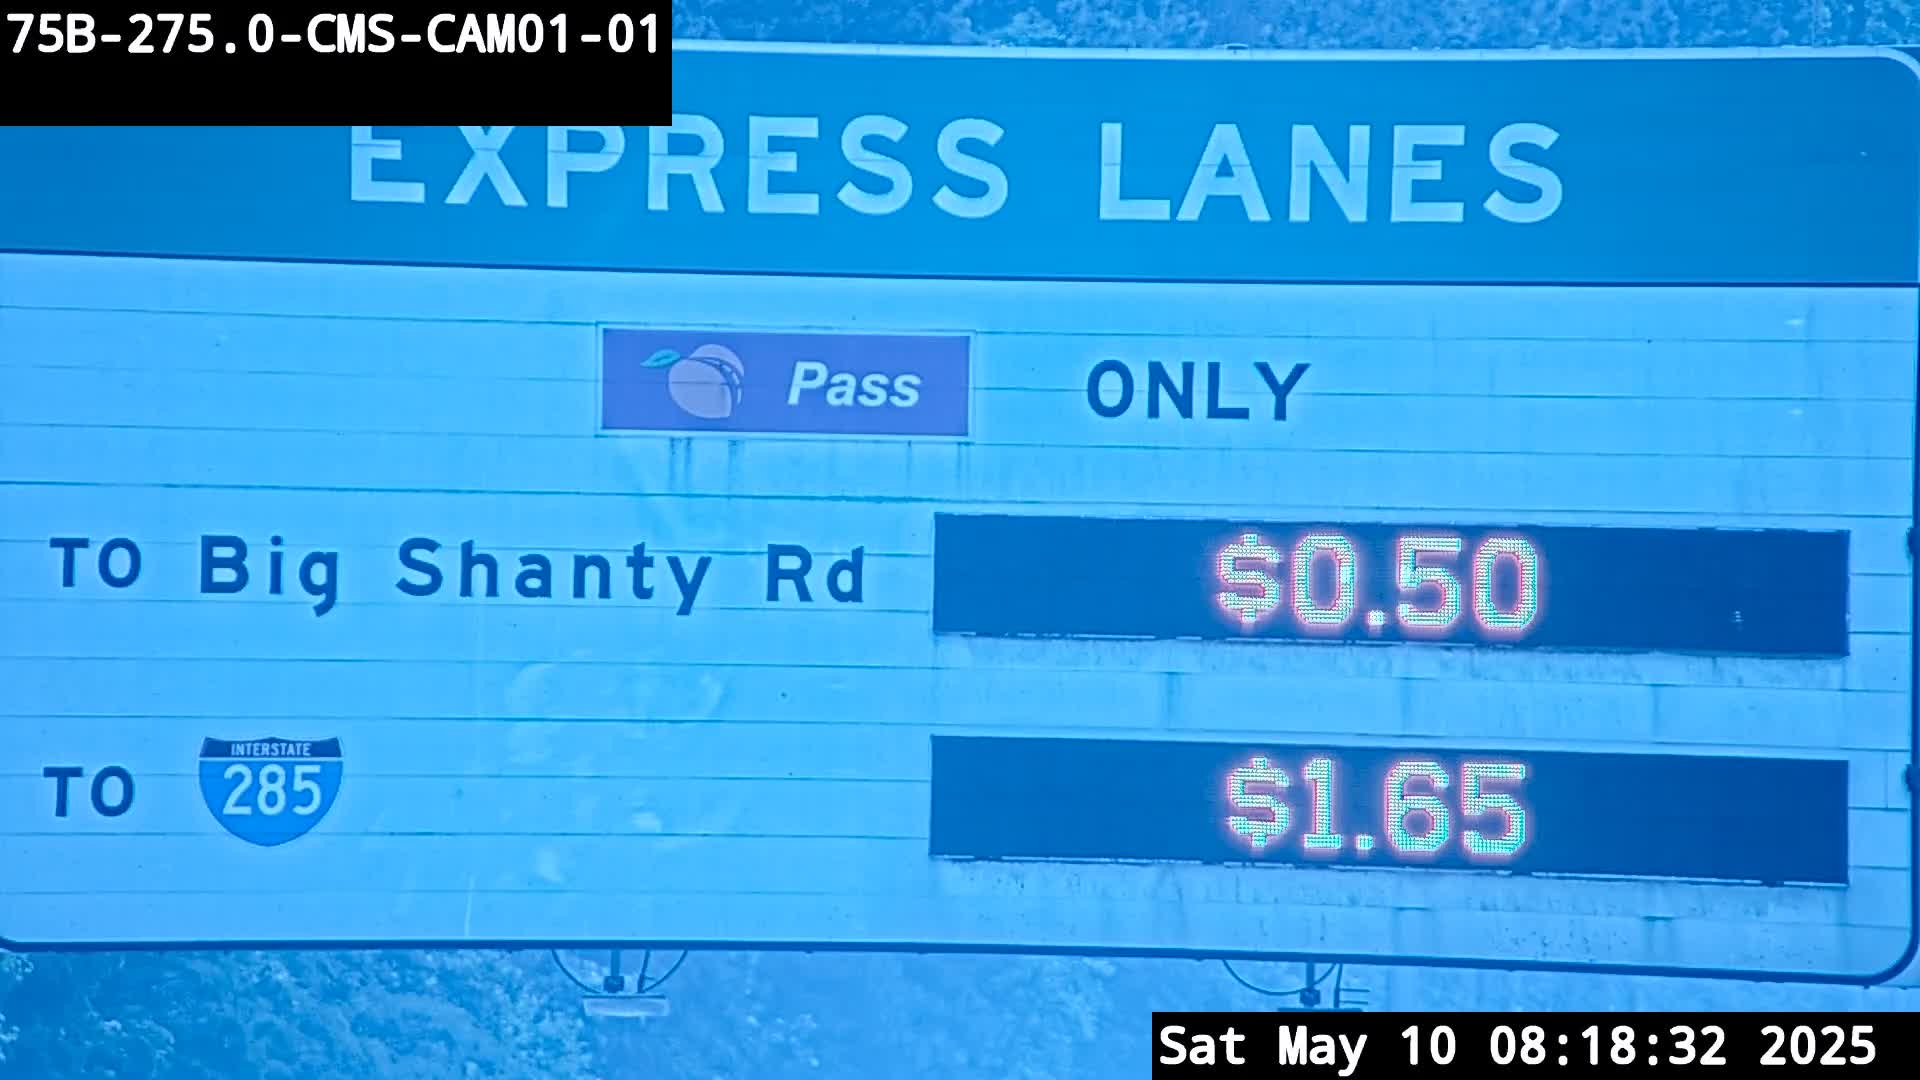 75B-275.0-CMS-CAM01-01
EXPRESS LANES
Pass ONLY
TO Big Shanty Rd $0.50
TO INTERSTATE 285 $1.65
Sat May 10 08:18:32 2025